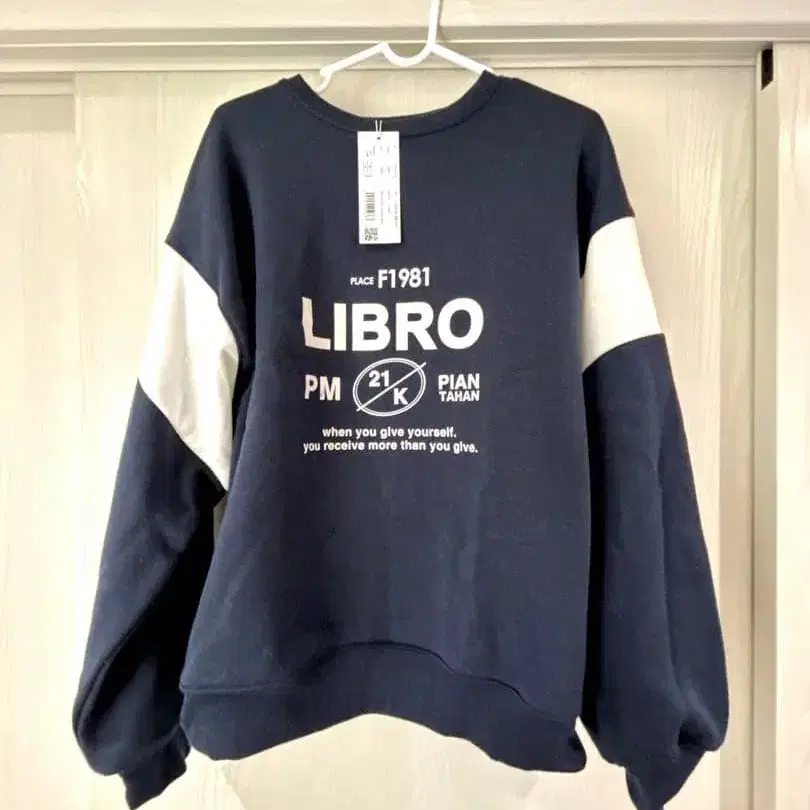 PLACE F1981
LIBRO
PM 21 K PIAN TAHAN
when you give yourself.
you receive more than you give.